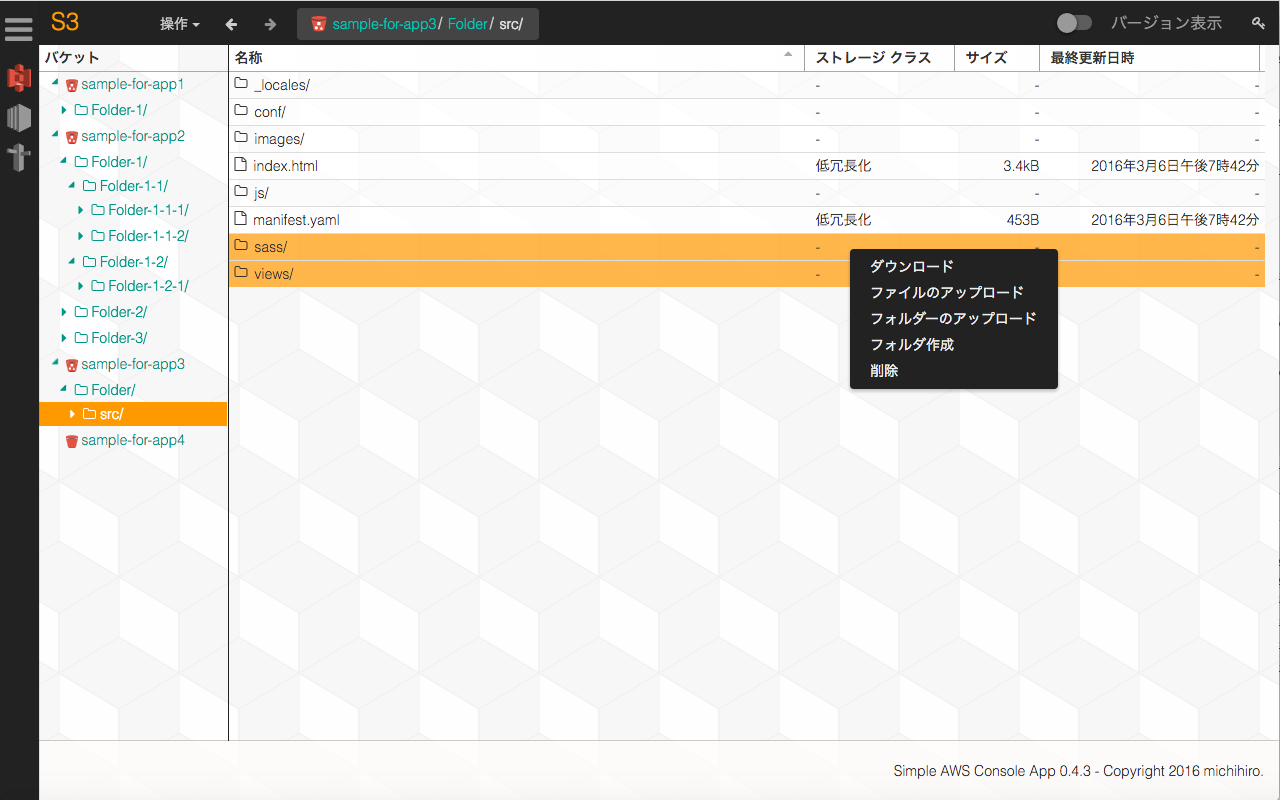 S3 操作 sample-for-app3/ Folder/ src/ バージョン表示
バケット
sample-for-app1
Folder-1/
sample-for-app2
Folder-1/
Folder-1-1/
Folder-1-1-1/
Folder-1-1-2/
Folder-1-2/
Folder-1-2-1/
Folder-2/
Folder-3/
sample-for-app3
Folder/
src/
sample-for-app4
名称 ストレージ クラス サイズ 最終更新日時
_locales/ - - -
conf/ - - -
images/ - - -
index.html 低冗長化 3.4kB 2016年3月6日午後7時42分
js/ - - -
manifest.yaml 低冗長化 453B 2016年3月6日午後7時42分
sass/ - - -
views/ - -
ダウンロード
ファイルのアップロード
フォルダーのアップロード
フォルダ作成
削除
Simple AWS Console App 0.4.3 - Copyright 2016 michihiro.